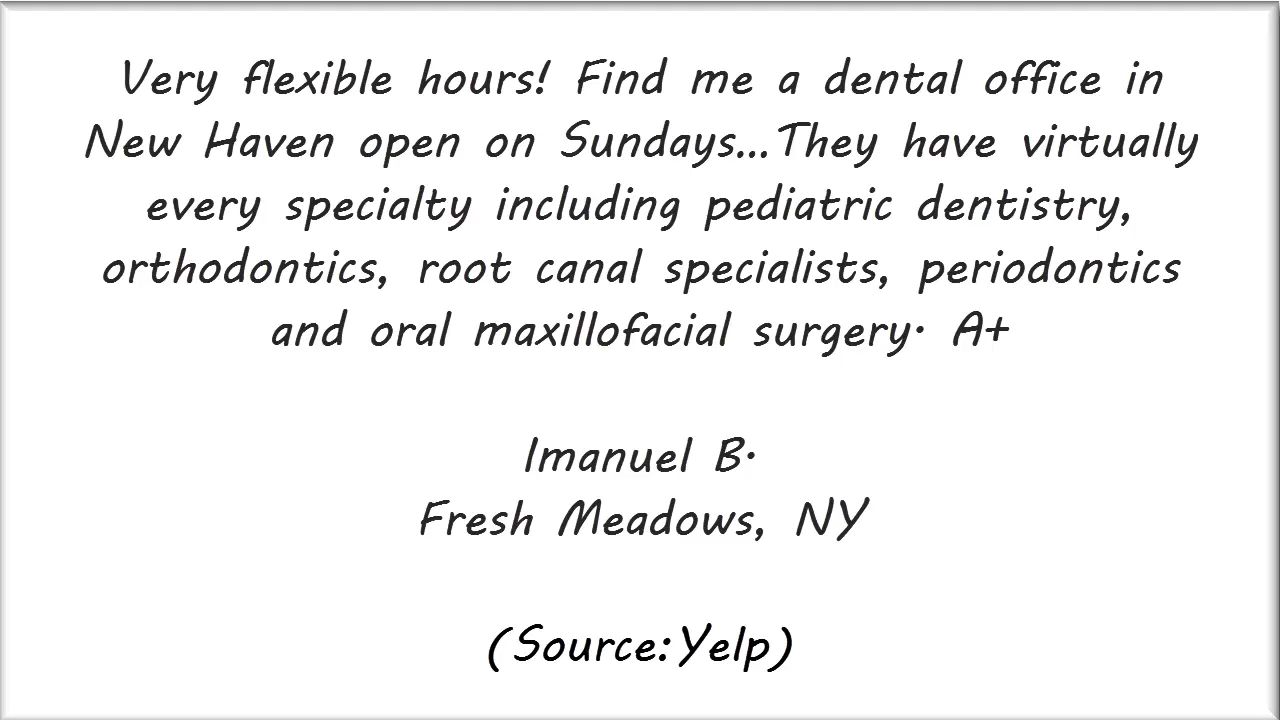 Very flexible hours! Find me a dental office in
New Haven open on Sundays...They have virtually
every specialty including pediatric dentistry,
orthodontics, root canal specialists, periodontics
and oral maxillofacial surgery. A+
Imanuel B.
Fresh Meadows, NY
(Source:Yelp)